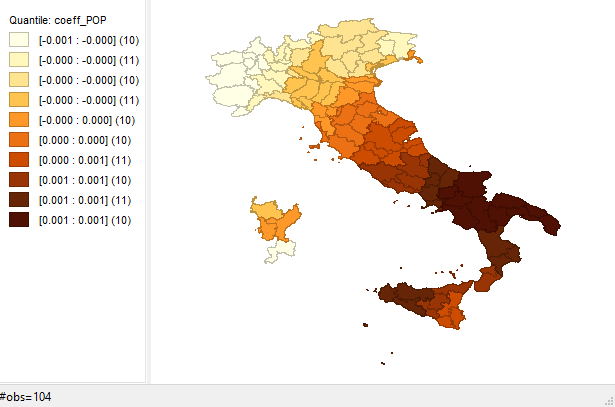 Quantile: coeff_POP
[-0.001 : -0.000] (10)
[-0.000 : -0.000] (11)
[-0.000 : -0.000] (10)
[-0.000 : -0.000] (11)
[-0.000 : 0.000] (10)
[0.000 : 0.000] (10)
[0.000 : 0.001] (11)
[0.001 : 0.001] (10)
[0.001 : 0.001] (11)
[0.001 : 0.001] (10)
#obs=104